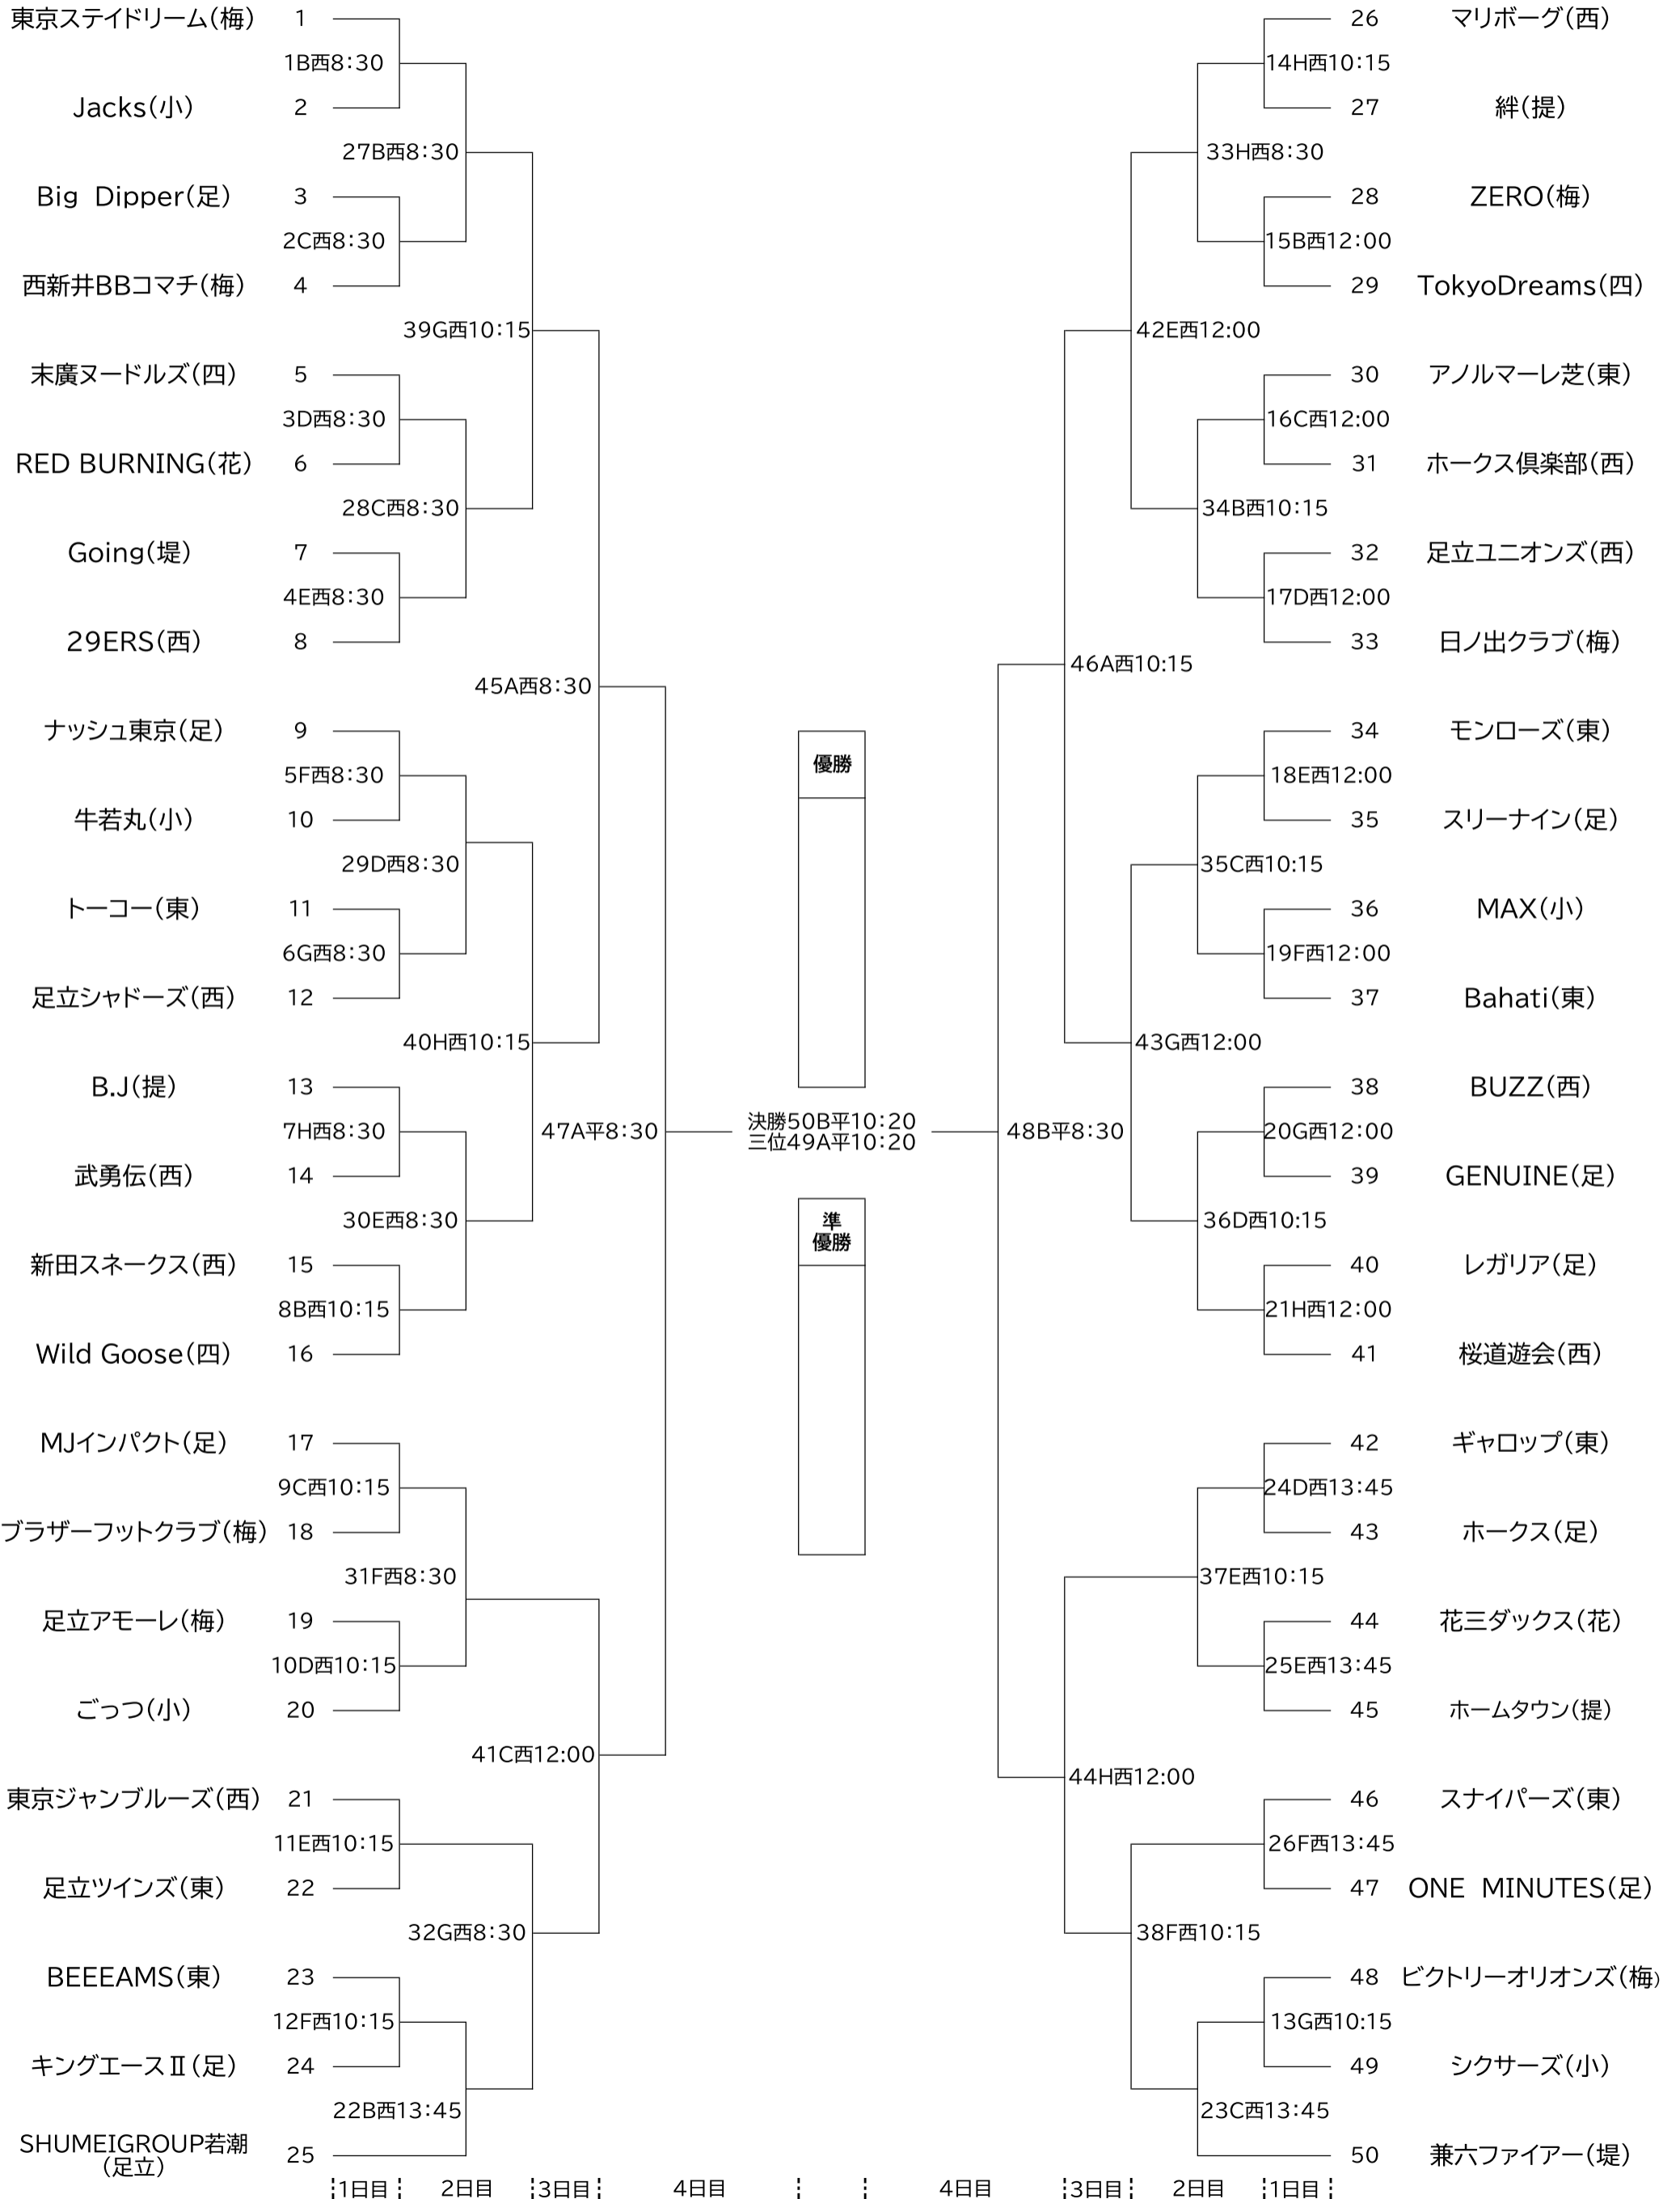 東京ステイドリーム(梅) 1
1B西8:30
Jacks(小) 2
27B西8:30
Big Dipper(足) 3
2C西8:30
西新井BBコマチ(梅) 4
39G西10:15
末廣ヌードルズ(四) 5
3D西8:30
RED BURNING(花) 6
28C西8:30
Going(堤) 7
4E西8:30
29ERS(西) 8
45A西8:30
ナッシュ東京(足) 9
5F西8:30
牛若丸(小) 10
29D西8:30
トーコー(東) 11
6G西8:30
足立シャドーズ(西) 12
40H西10:15
B.J(提) 13
7H西8:30
47A平8:30
武勇伝(西) 14
30E西8:30
新田スネークス(西) 15
8B西10:15
Wild Goose(四) 16
MJインパクト(足) 17
9C西10:15
ブラザーフットクラブ(梅) 18
31F西8:30
足立アモーレ(梅) 19
10D西10:15
ごっつ(小) 20
41C西12:00
東京ジャンブルーズ(西) 21
11E西10:15
足立ツインズ(東) 22
32G西8:30
BEEEAMS(東) 23
12F西10:15
キングエースⅡ(足) 24
22B西13:45
SHUMEIGROUP若潮
(足立) 25
優勝
決勝50B平10:20
三位49A平10:20
準
優勝
26 マリボーグ(西)
14H西10:15
27 絆(提)
33H西8:30
28 ZERO(梅)
15B西12:00
29 TokyoDreams(四)
42E西12:00
30 アノルマーレ芝(東)
16C西12:00
31 ホークス倶楽部(西)
34B西10:15
32 足立ユニオンズ(西)
17D西12:00
33 日ノ出クラブ(梅)
46A西10:15
34 モンローズ(東)
18E西12:00
35 スリーナイン(足)
35C西10:15
36 MAX(小)
19F西12:00
37 Bahati(東)
43G西12:00
38 BUZZ(西)
20G西12:00
48B平8:30
39 GENUINE(足)
36D西10:15
40 レガリア(足)
21H西12:00
41 桜道遊会(西)
42 ギャロップ(東)
24D西13:45
43 ホークス(足)
37E西10:15
44 花三ダックス(花)
25E西13:45
45 ホームタウン(提)
44H西12:00
46 スナイパーズ(東)
26F西13:45
47 ONE MINUTES(足)
38F西10:15
48 ビクトリーオリオンズ(梅)
13G西10:15
49 シクサーズ(小)
23C西13:45
50 兼六ファイアー(堤)
1日目 2日目 3日目 4日目 4日目 3日目 2日目 1日目